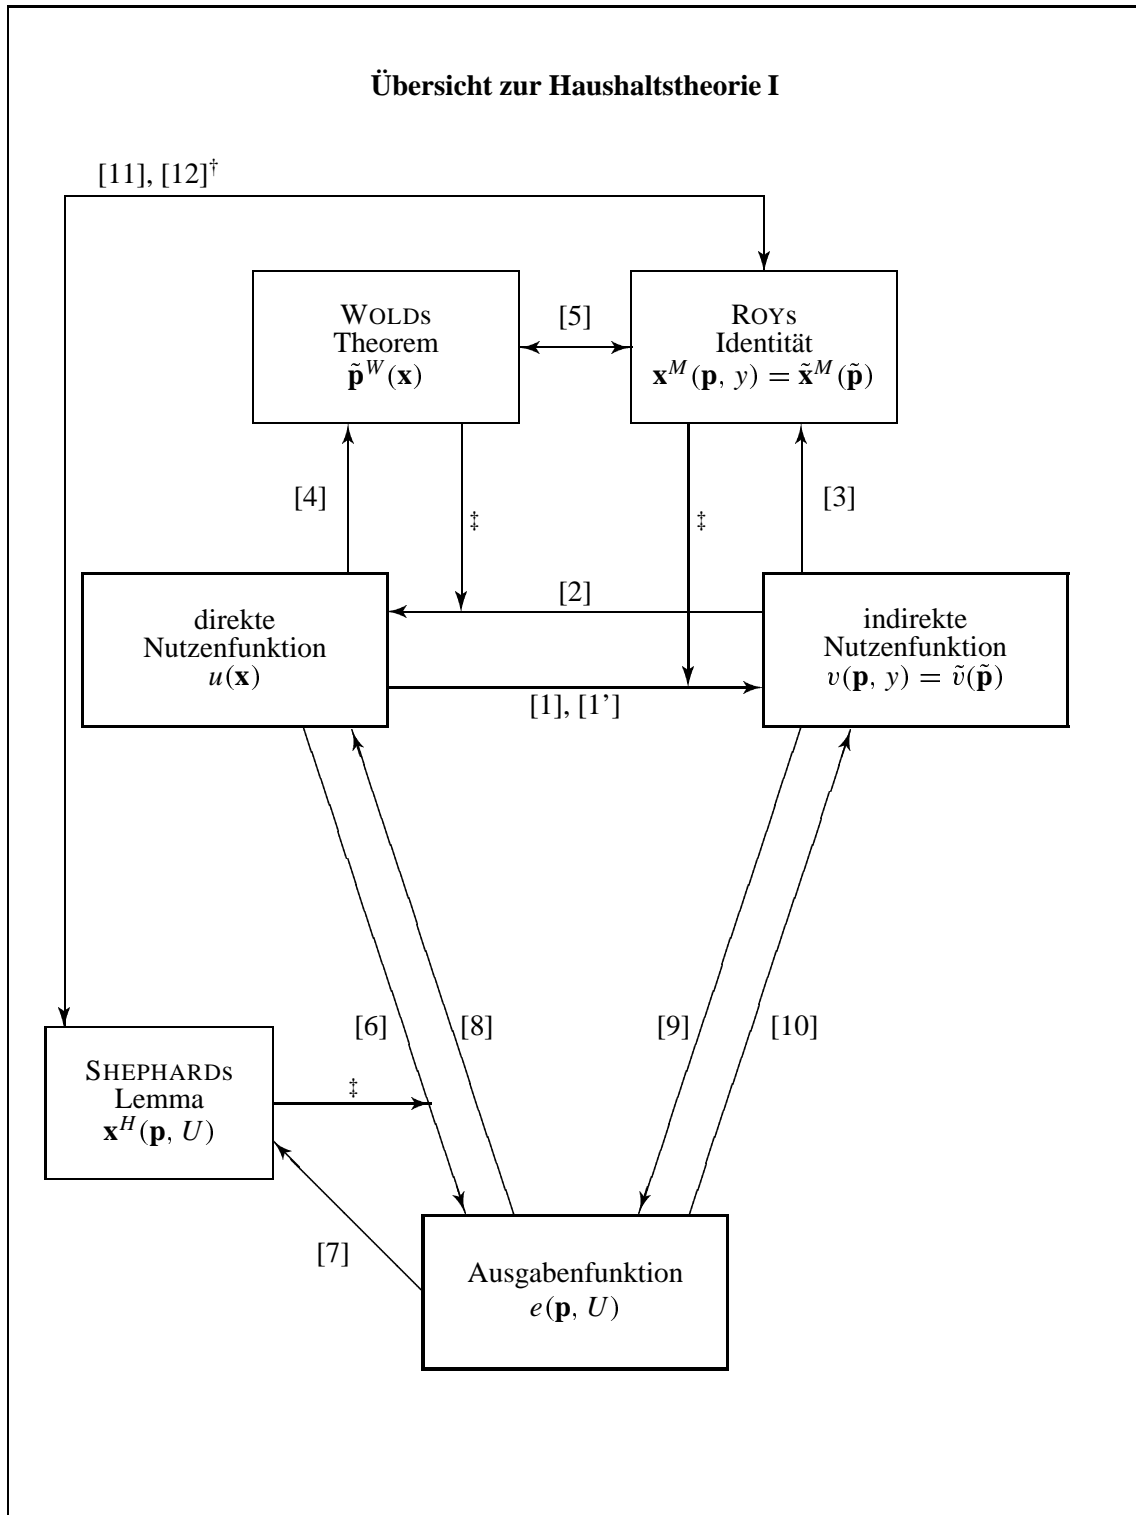 Übersicht zur Haushaltstheorie I
[11], [12]†
WOLDS
Theorem
p̃^W(x)
[5]
ROYS
Identität
x^M(p, y) = x̃^M(p̃)
[4]
‡
‡
[3]
direkte
Nutzenfunktion
u(x)
[2]
[1], [1’]
indirekte
Nutzenfunktion
v(p, y) = ṽ(p̃)
[6]
[8]
[9]
[10]
SHEPHARDS
Lemma
x^H(p, U)
‡
[7]
Ausgabenfunktion
e(p, U)